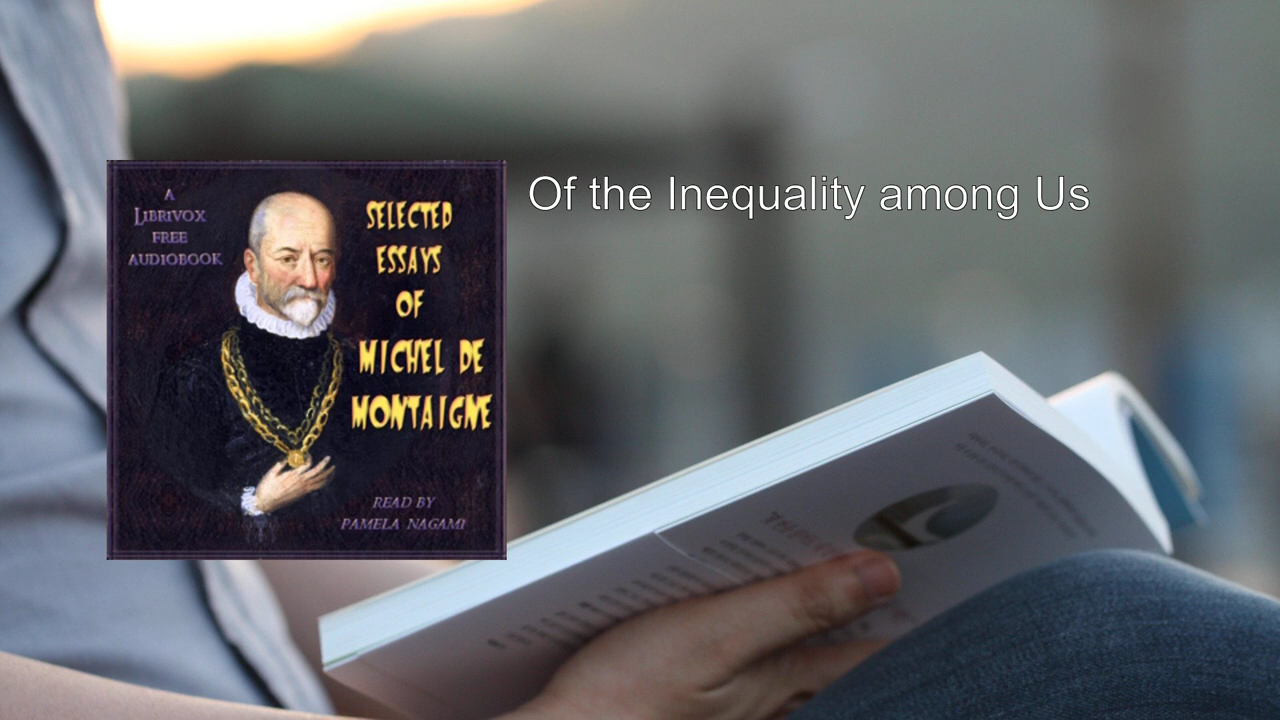 Of the Inequality among Us
A
LIBRIVOX
FREE
AUDIOBOOK
SELECTED
ESSAYS
OF
MICHEL DE
MONTAIGNE
READ BY
PAMELA NAGAMI